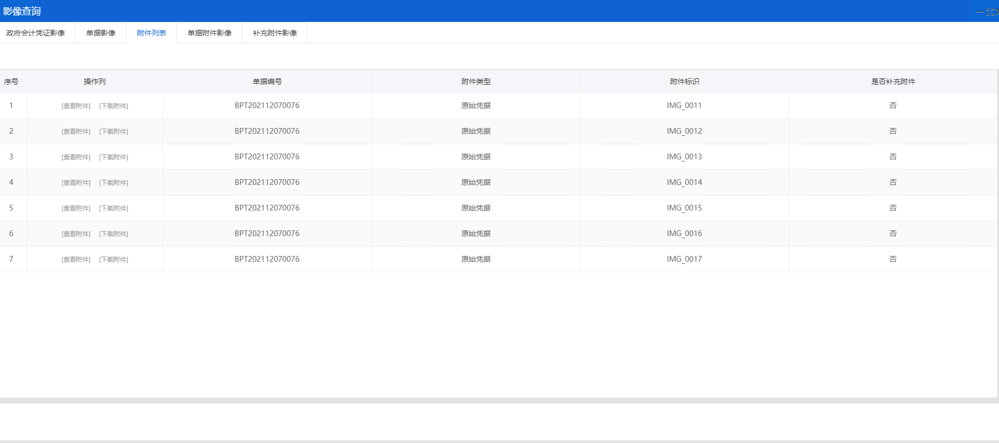 影像查询
政府会计凭证影像 单据影像 附件列表 单据附件影像 补充附件影像
序号 操作列 单据编号 附件类型 附件标识 是否补充附件
1 [查看附件] [下载附件] BPT202112070076 原始凭据 IMG_0011 否
2 [查看附件] [下载附件] BPT202112070076 原始凭据 IMG_0012 否
3 [查看附件] [下载附件] BPT202112070076 原始凭据 IMG_0013 否
4 [查看附件] [下载附件] BPT202112070076 原始凭据 IMG_0014 否
5 [查看附件] [下载附件] BPT202112070076 原始凭据 IMG_0015 否
6 [查看附件] [下载附件] BPT202112070076 原始凭据 IMG_0016 否
7 [查看附件] [下载附件] BPT202112070076 原始凭据 IMG_0017 否